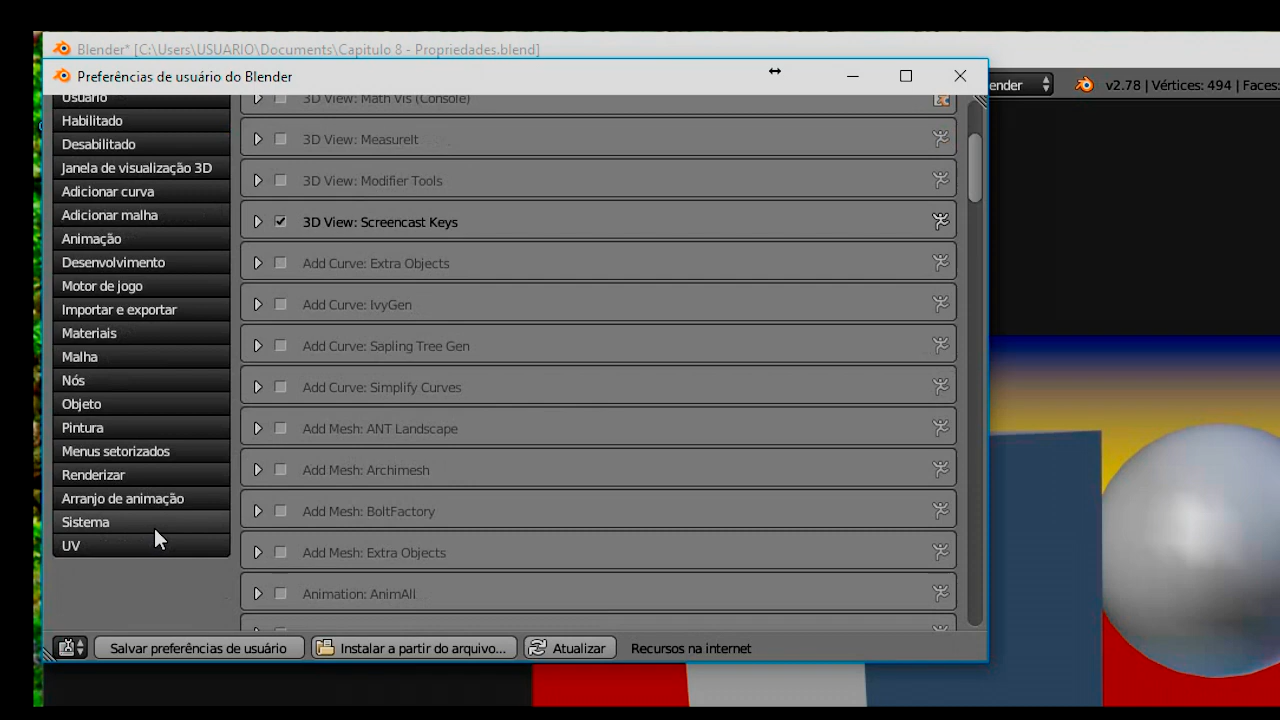 Blender* [C:\Users\USUARIO\Documents\Capitulo 8 - Propriedades.blend]
Preferências de usuário do Blender
ender
v2.78 | Vértices: 494 | Faces:
Usuário
Habilitado
Desabilitado
Janela de visualização 3D
Adicionar curva
Adicionar malha
Animação
Desenvolvimento
Motor de jogo
Importar e exportar
Materiais
Malha
Nós
Objeto
Pintura
Menus setorizados
Renderizar
Arranjo de animação
Sistema
UV
3D View: Math Vis (Console)
3D View: MeasureIt
3D View: Modifier Tools
3D View: Screencast Keys
Add Curve: Extra Objects
Add Curve: IvyGen
Add Curve: Sapling Tree Gen
Add Curve: Simplify Curves
Add Mesh: ANT Landscape
Add Mesh: Archimesh
Add Mesh: BoltFactory
Add Mesh: Extra Objects
Animation: AnimAll
Salvar preferências de usuário
Instalar a partir do arquivo...
Atualizar
Recursos na internet